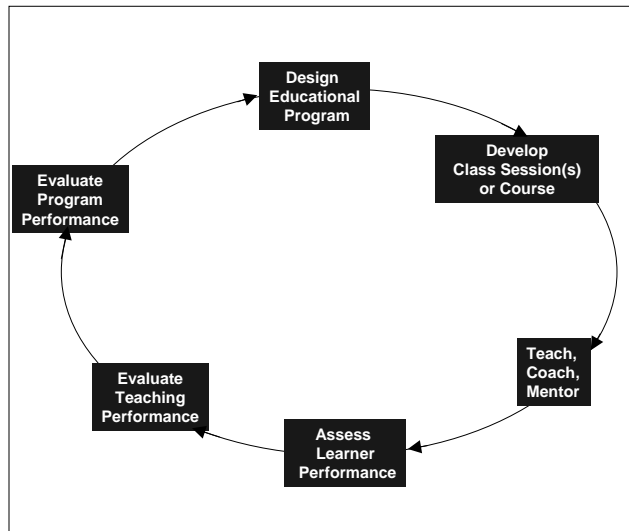 Design
Educational
Program
Develop
Class Session(s)
or Course
Teach,
Coach,
Mentor
Assess
Learner
Performance
Evaluate
Teaching
Performance
Evaluate
Program
Performance